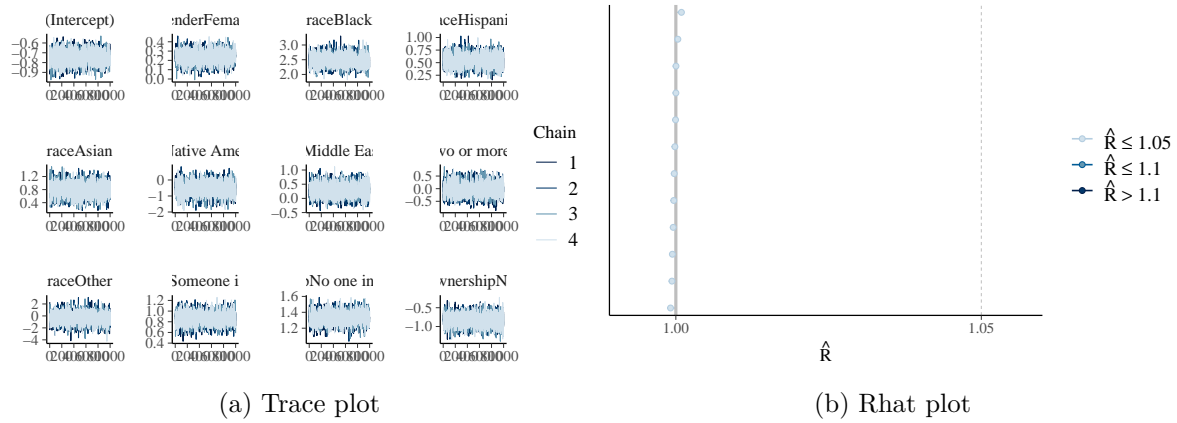 (Intercept) enderFema raceBlack aceHispani
−0.6 −0.7 −0.8 −0.9
0.4 0.3 0.2 0.1 0.0
3.0 2.5 2.0
1.00 0.75 0.50 0.25
raceAsian Native Ame Middle Eas wo or more
1.2 0.8 0.4
0 −1 −2
1.0 0.5 0.0 −0.5
0.5 0.0 −0.5
raceOther Someone i No one in wnershipN
2 0 −2 −4
1.2 1.0 0.8 0.6 0.4
1.6 1.4 1.2
−0.5 −1.0
Chain
1
2
3
4
(a) Trace plot
R̂ ≤ 1.05
R̂ ≤ 1.1
R̂ > 1.1
1.00 1.05
R̂
(b) Rhat plot